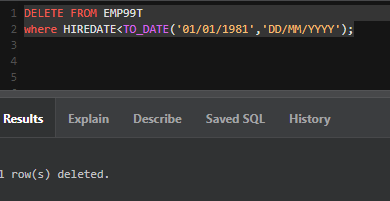 1 DELETE FROM EMP99T
2 where HIREDATE<TO_DATE('01/01/1981','DD/MM/YYYY');
3
4
5
Results Explain Describe Saved SQL History
row(s) deleted.